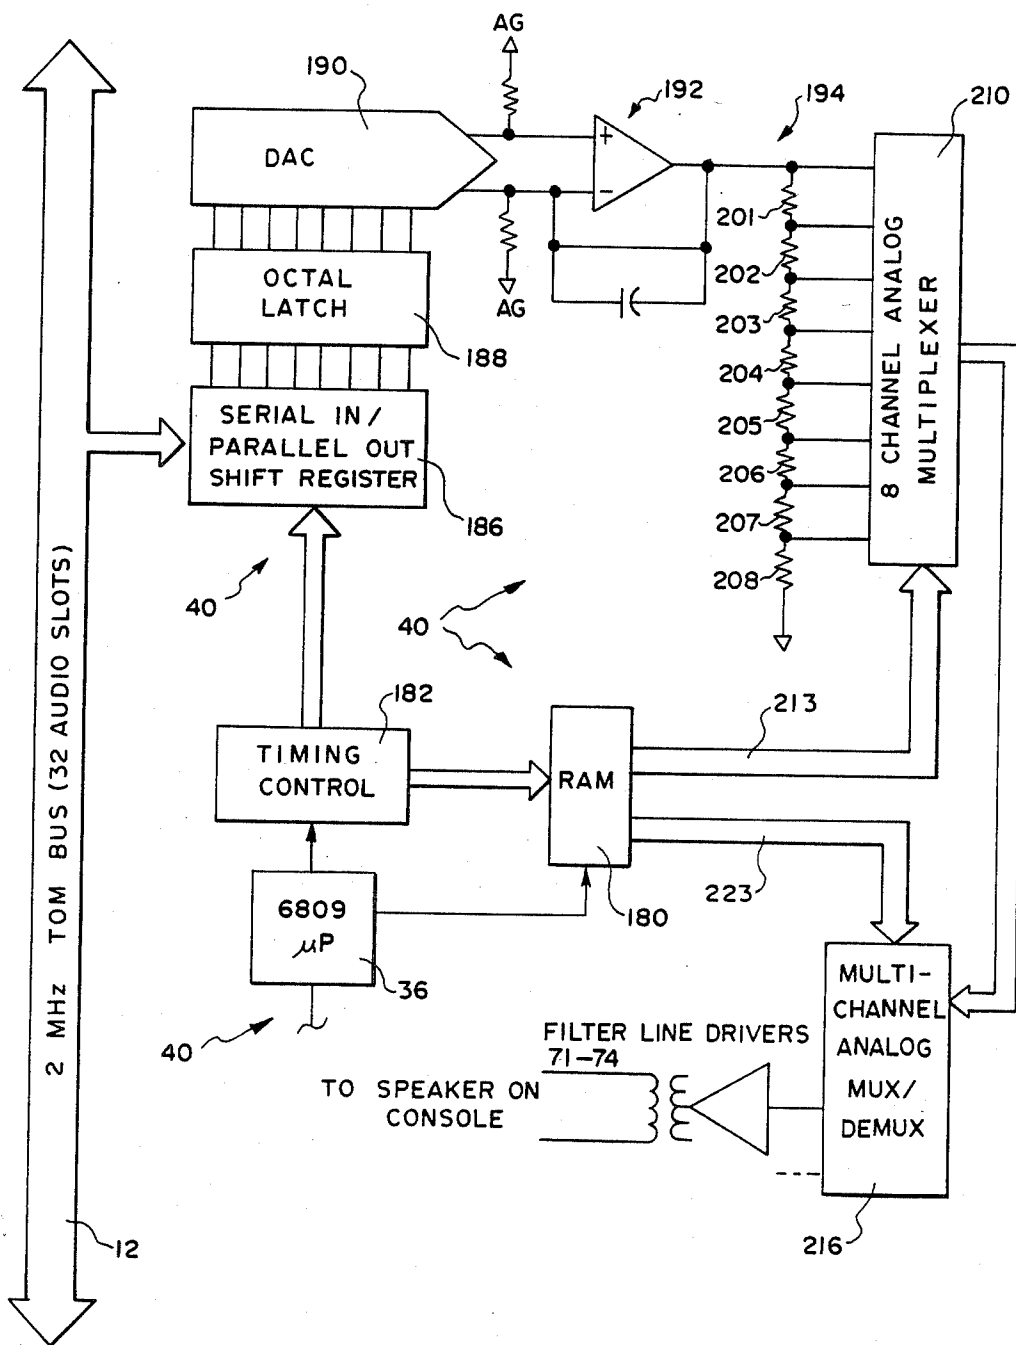 AG
190
192
194
210
DAC
+
−
201
202
203
204
205
206
207
208
8 CHANNEL ANALOG
MULTIPLEXER
OCTAL
LATCH
188
AG
SERIAL IN/
PARALLEL OUT
SHIFT REGISTER
186
40
40
2 MHz TOM BUS (32 AUDIO SLOTS)
182
TIMING
CONTROL
RAM
213
223
180
6809
μP
36
40
MULTI-
CHANNEL
ANALOG
MUX/
DEMUX
FILTER LINE DRIVERS
71-74
TO SPEAKER ON
CONSOLE
12
216